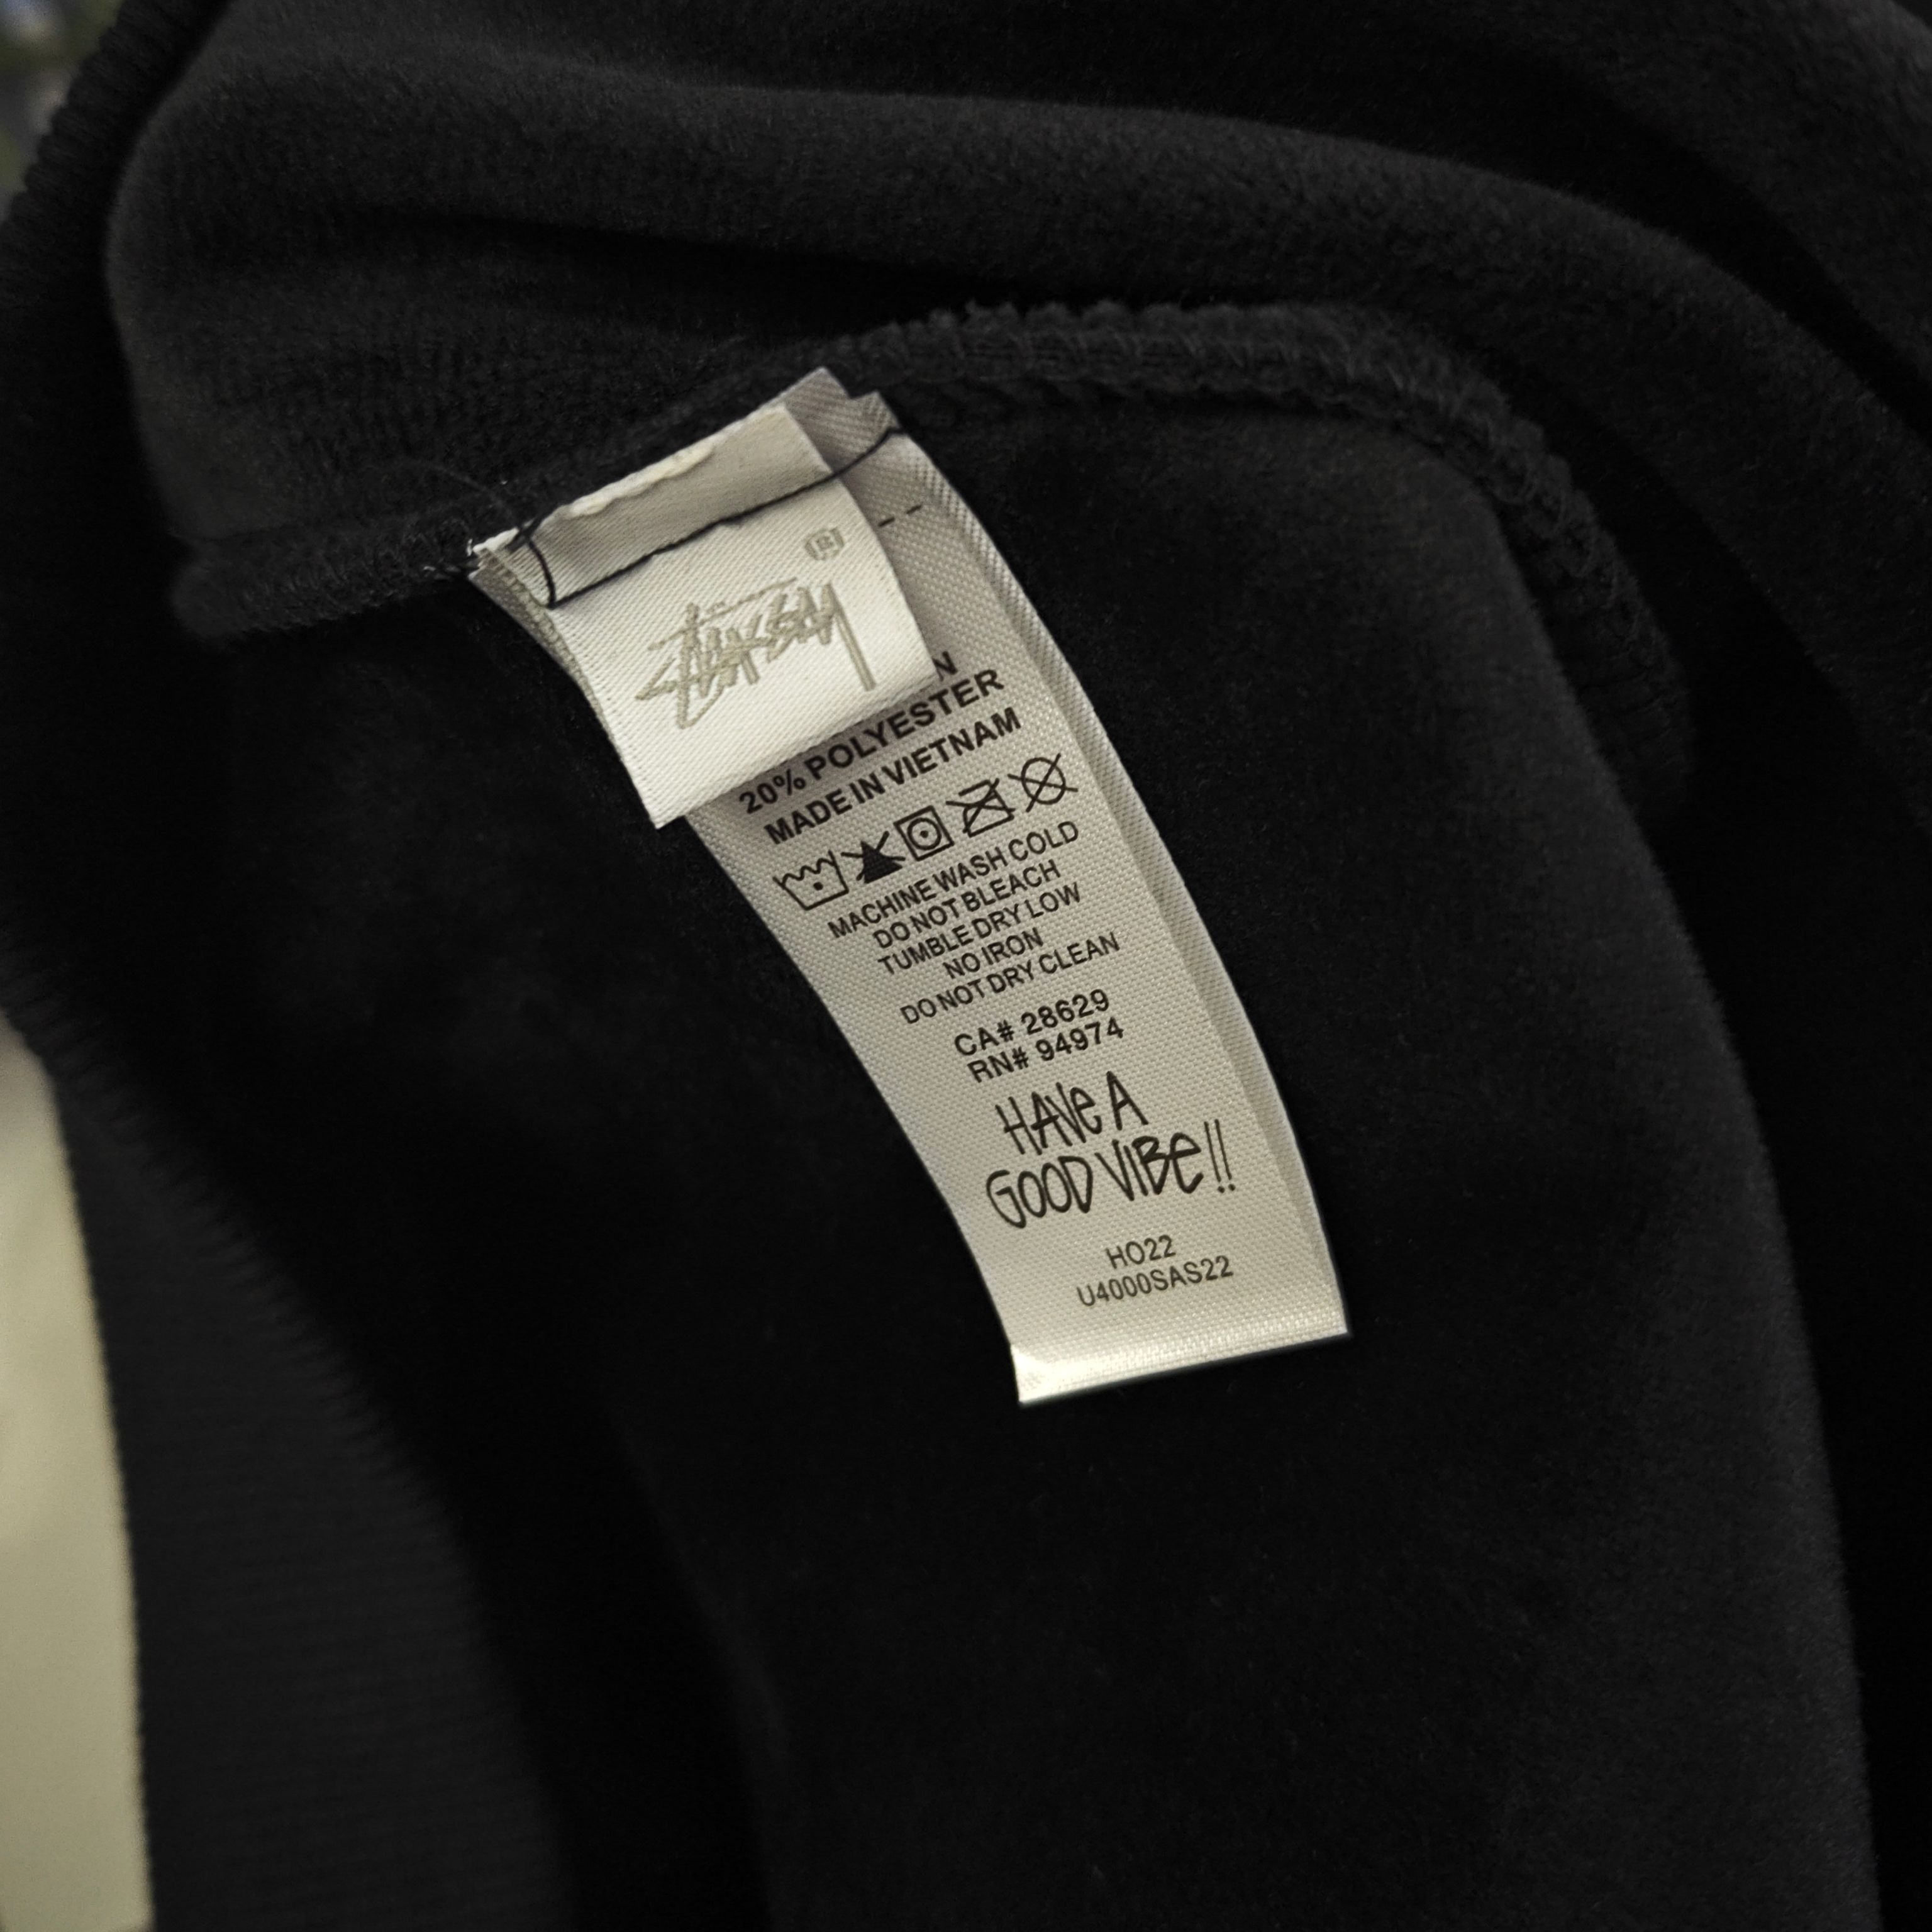 ®
Stüssy
20% POLYESTER
MADE IN VIETNAM
MACHINE WASH COLD
DO NOT BLEACH
TUMBLE DRY LOW
NO IRON
DO NOT DRY CLEAN
CA# 28629
RN# 94974
HAVE A
GOOD VIBE!!
HO22
U4000SAS22